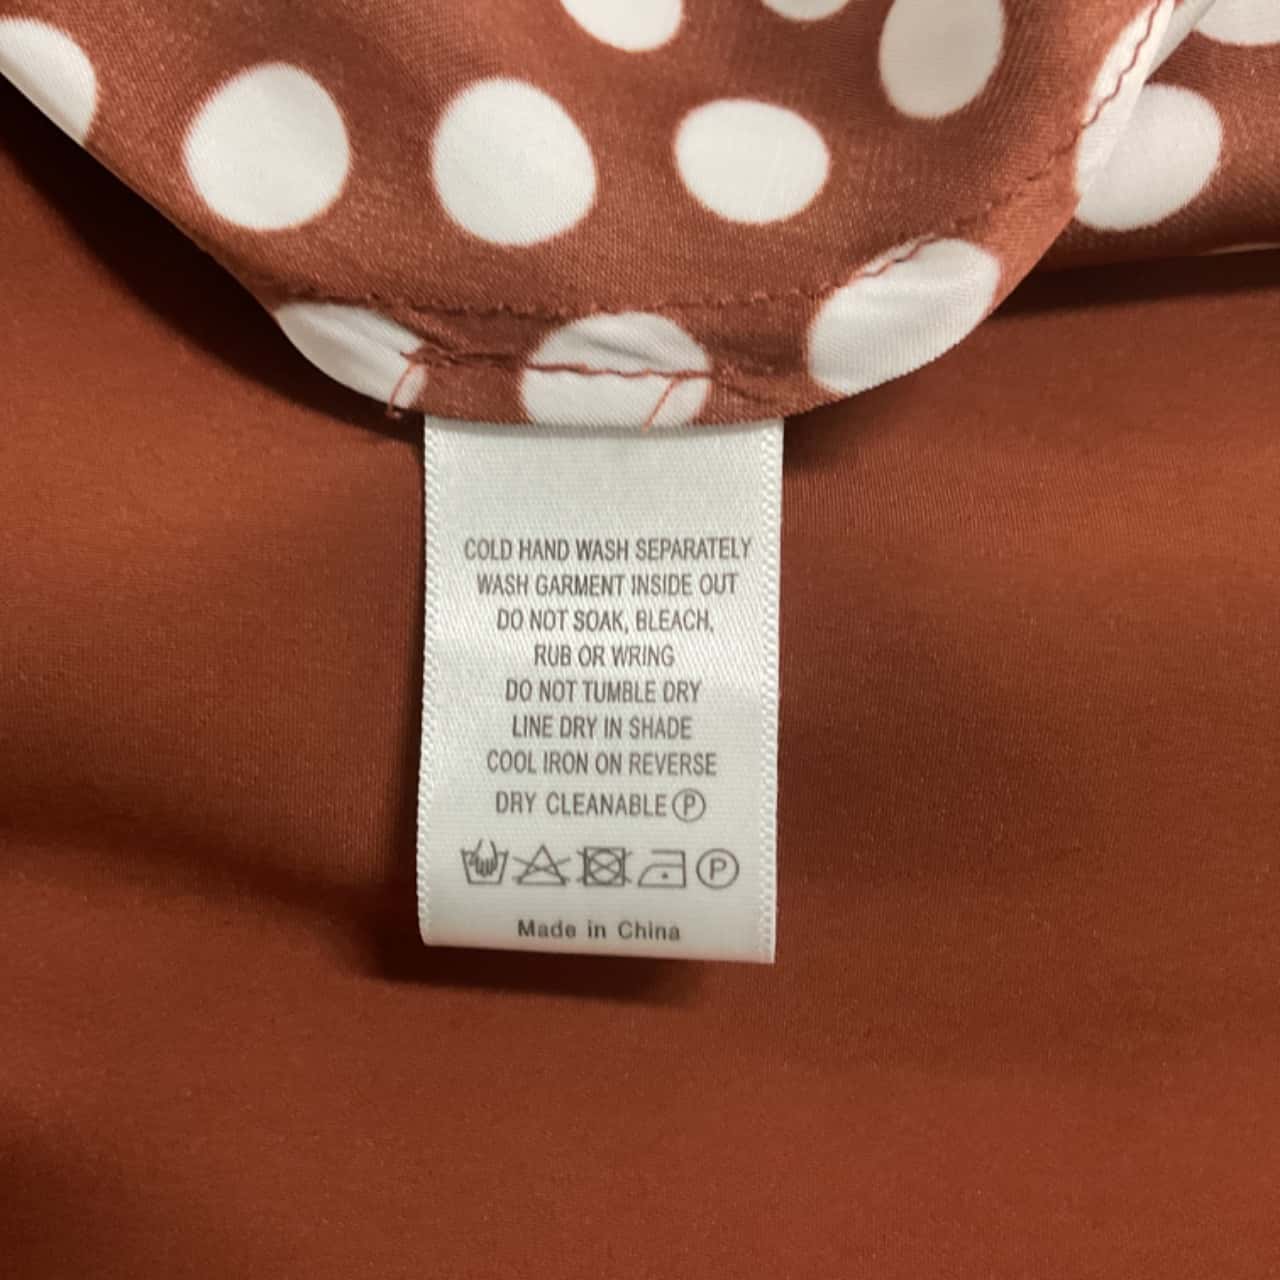 COLD HAND WASH SEPARATELY
WASH GARMENT INSIDE OUT
DO NOT SOAK, BLEACH,
RUB OR WRING
DO NOT TUMBLE DRY
LINE DRY IN SHADE
COOL IRON ON REVERSE
DRY CLEANABLE Ⓟ
Ⓟ
Made in China